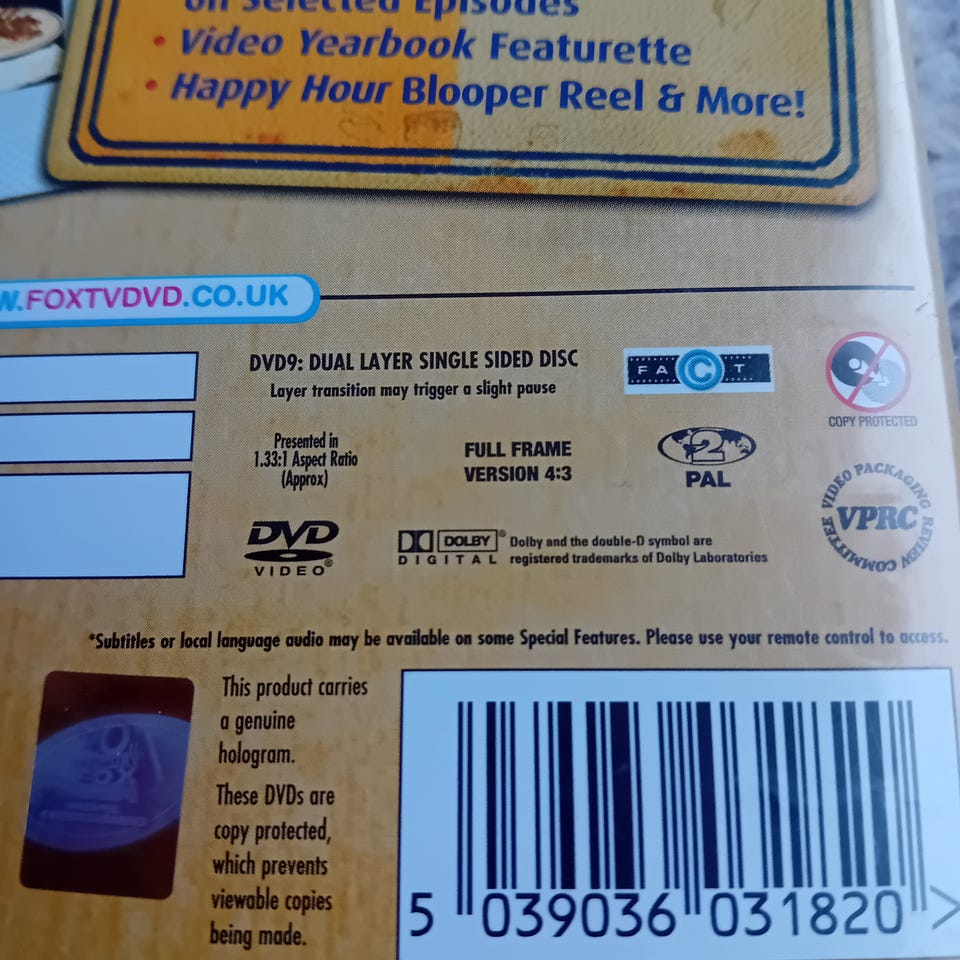 on Selected Episodes
• Video Yearbook Featurette
• Happy Hour Blooper Reel & More!
W.FOXTVDVD.CO.UK
DVD9: DUAL LAYER SINGLE SIDED DISC
Layer transition may trigger a slight pause
FACT
COPY PROTECTED
Presented in
1.33:1 Aspect Ratio
(Approx)
FULL FRAME
VERSION 4:3
2
PAL
VIDEO PACKAGING REVIEW COMMITTEE
VPRC
DVD
VIDEO®
DOLBY®
DIGITAL
Dolby and the double-D symbol are
registered trademarks of Dolby Laboratories
*Subtitles or local language audio may be available on some Special Features. Please use your remote control to access.
This product carries
a genuine
hologram.
These DVDs are
copy protected,
which prevents
viewable copies
being made.
5 039036 031820 >